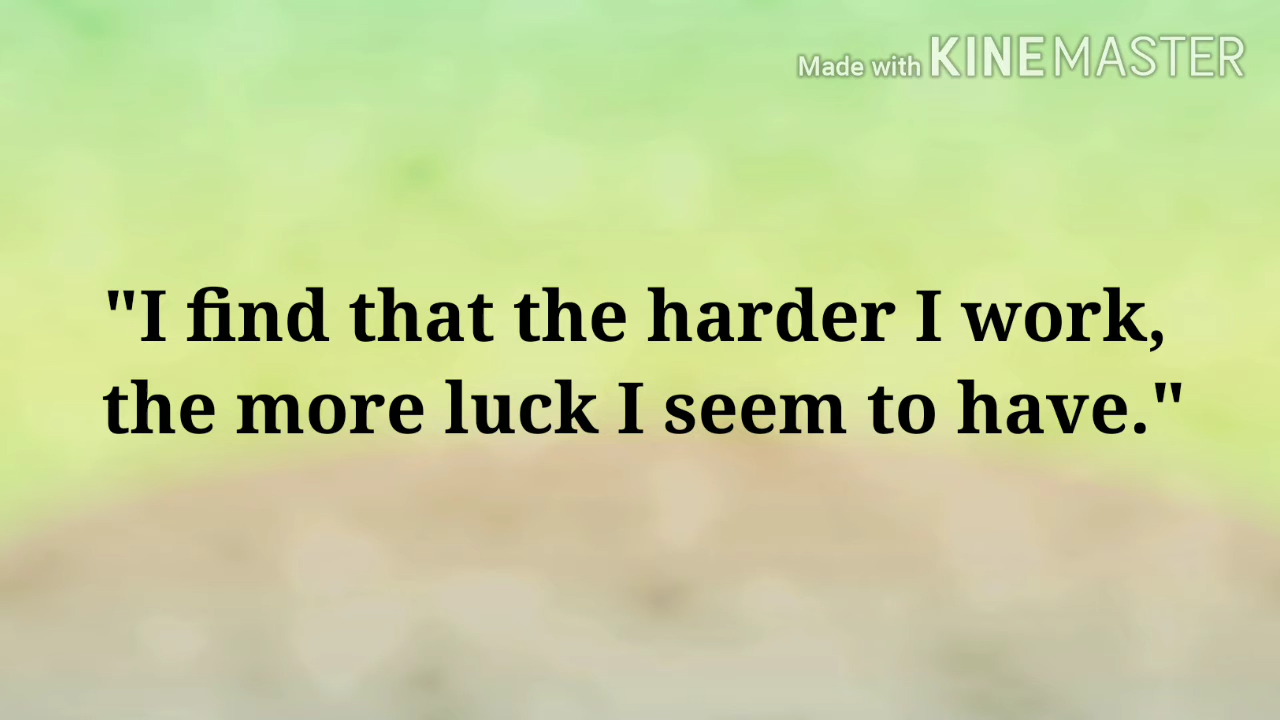 Made with KINEMASTER
"I find that the harder I work,
the more luck I seem to have."